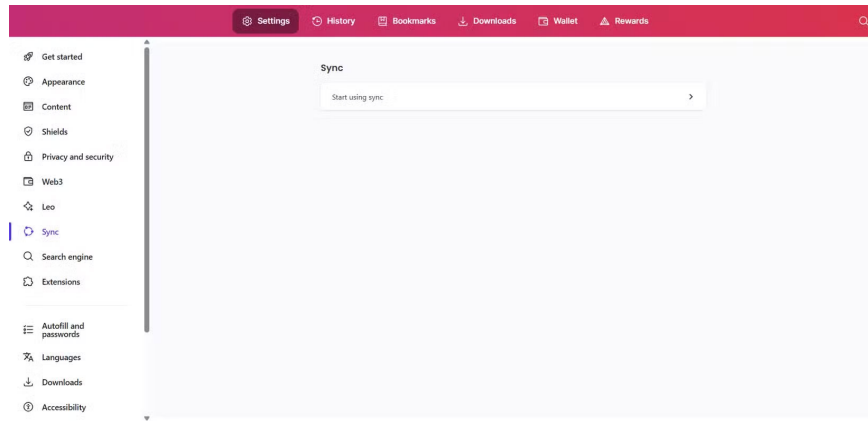 Settings
History
Bookmarks
Downloads
Wallet
Rewards
Get started
Appearance
Content
Shields
Privacy and security
Web3
Leo
Sync
Search engine
Extensions
Autofill and
passwords
Languages
Downloads
Accessibility
Sync
Start using sync